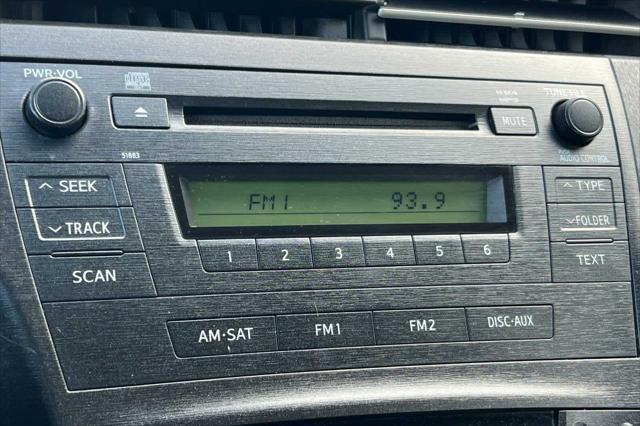 PWR·VOL
TUNE·FILE
MUTE
51883
AUDIO CONTROL
SEEK
TYPE
FM1 93.9
TRACK
FOLDER
1 2 3 4 5 6
SCAN
TEXT
AM·SAT FM1 FM2 DISC·AUX